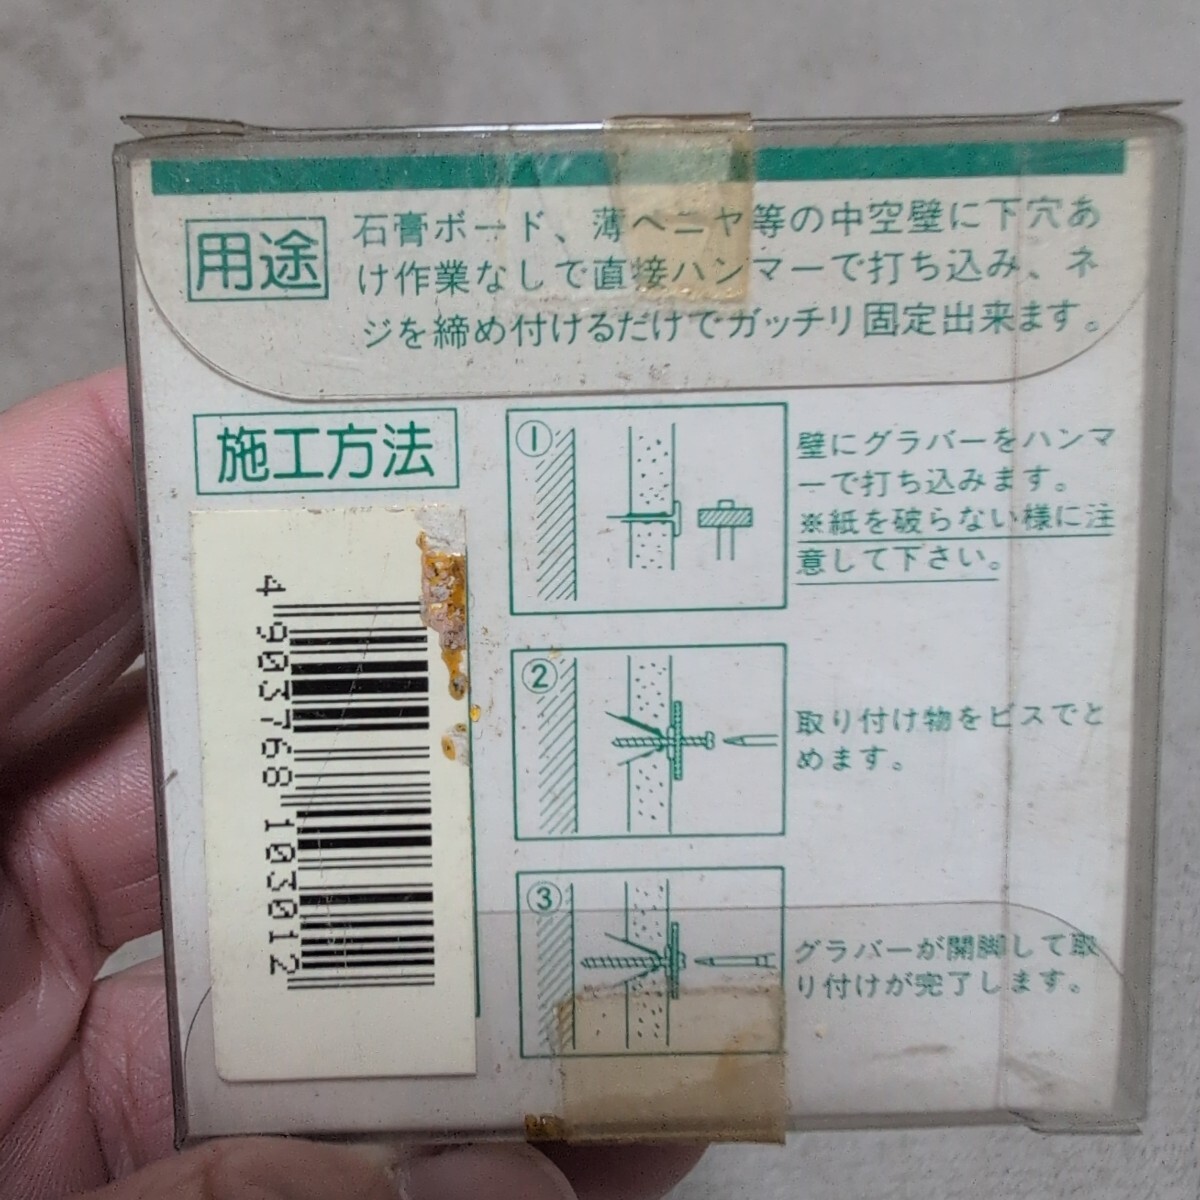 用途
石膏ボード、薄ベニヤ等の中空壁に下穴あ
け作業なしで直接ハンマーで打ち込み、ネ
ジを締め付けるだけでガッチリ固定出来ます。
施工方法
①
壁にグラバーをハンマ
ーで打ち込みます。
※紙を破らない様に注
意して下さい。
②
取り付け物をビスでと
めます。
③
グラバーが開脚して取
り付けが完了します。
4 903768 103012